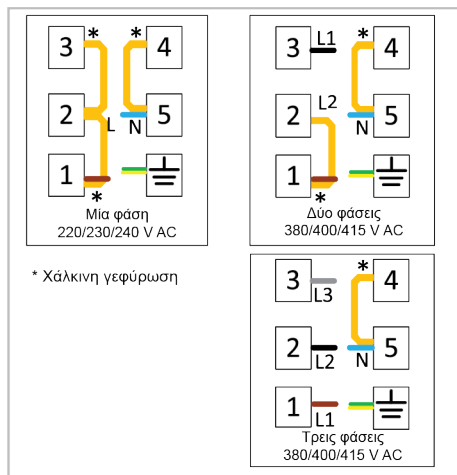 3 * * 4
2 L N 5
1 *
Μία φάση
220/230/240 V AC
3 L1 * 4
2 L2 N 5
1 *
Δύο φάσεις
380/400/415 V AC
* Χάλκινη γεφύρωση
3 L3 * 4
2 L2 N 5
1 L1
Τρεις φάσεις
380/400/415 V AC